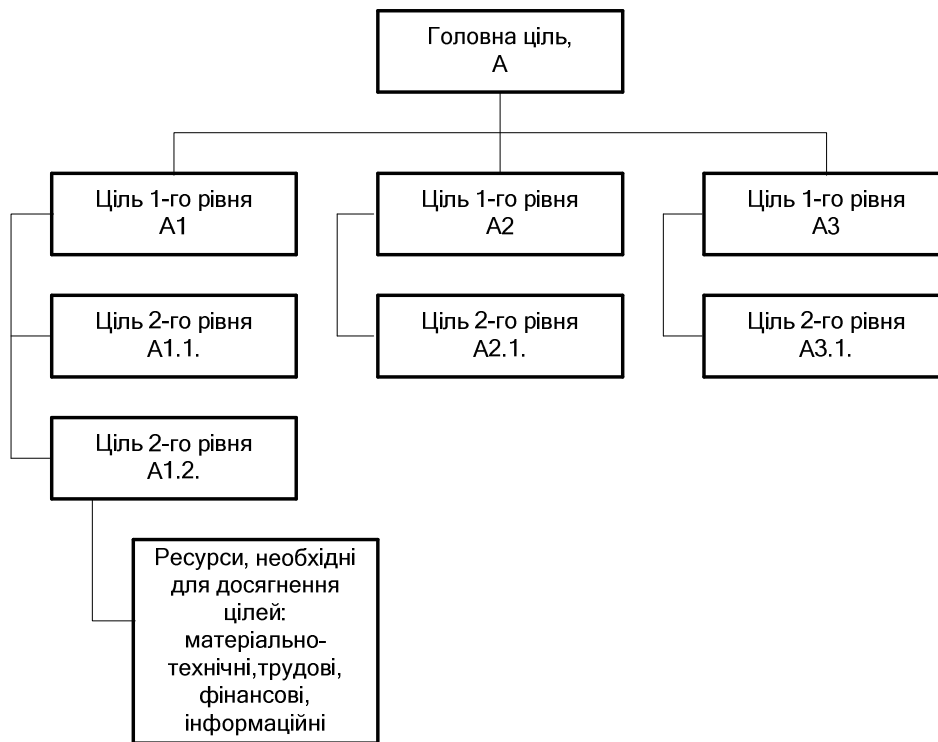 Головна ціль,
А
Ціль 1-го рівня
А1
Ціль 1-го рівня
А2
Ціль 1-го рівня
А3
Ціль 2-го рівня
А1.1.
Ціль 2-го рівня
А2.1.
Ціль 2-го рівня
А3.1.
Ціль 2-го рівня
А1.2.
Ресурси, необхідні
для досягнення
цілей:
матеріально-
технічні,трудові,
фінансові,
інформаційні